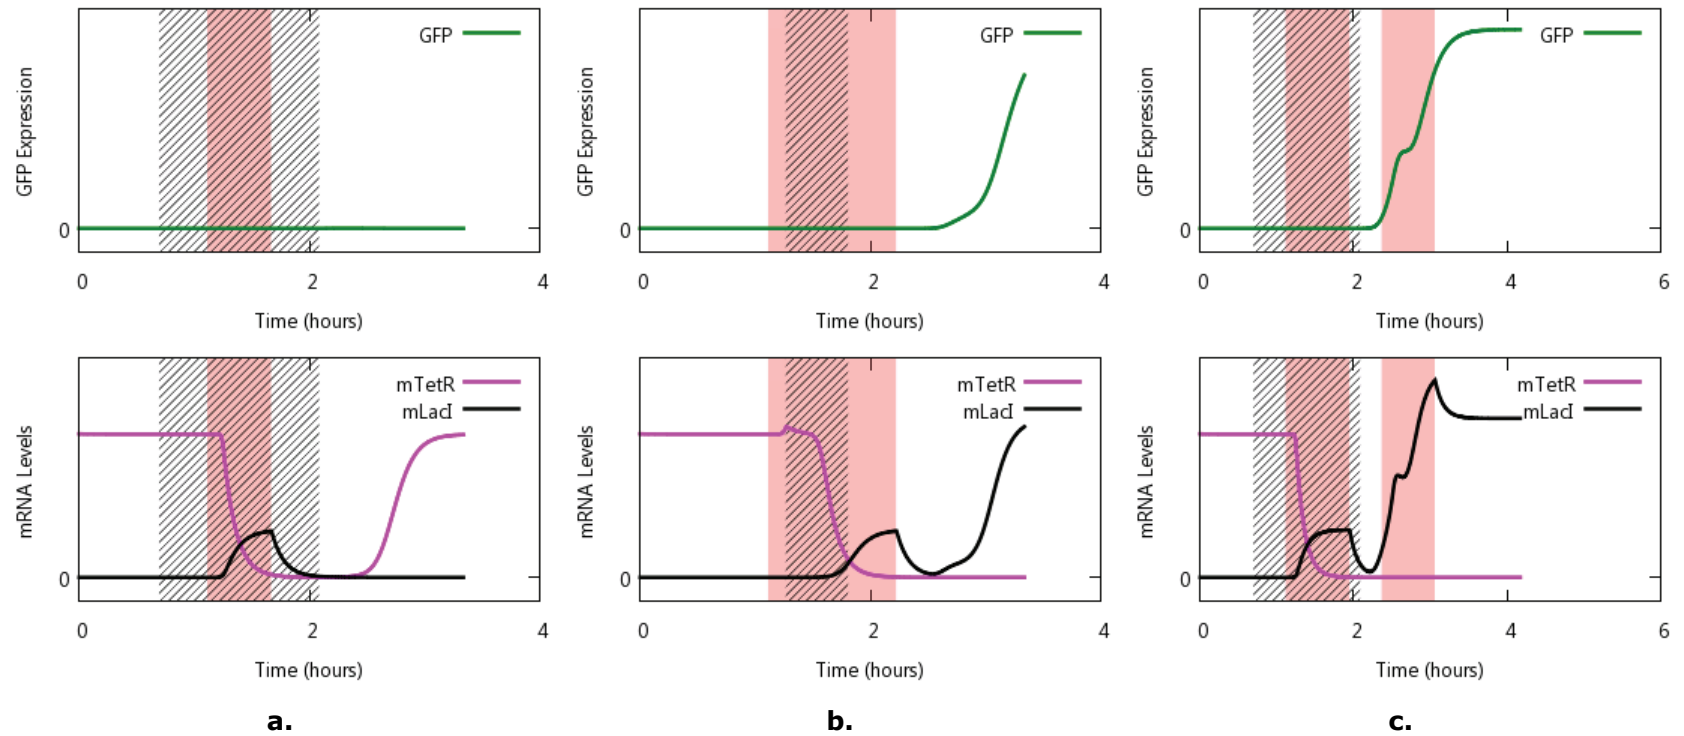 GFP
GFP Expression
0
0 2 4
Time (hours)
GFP
GFP Expression
0
0 2 4
Time (hours)
GFP
GFP Expression
0
0 2 4 6
Time (hours)
mTetR
mLacI
mRNA Levels
0
0 2 4
Time (hours)
mTetR
mLacI
mRNA Levels
0
0 2 4
Time (hours)
mTetR
mLacI
mRNA Levels
0
0 2 4 6
Time (hours)
a.
b.
c.